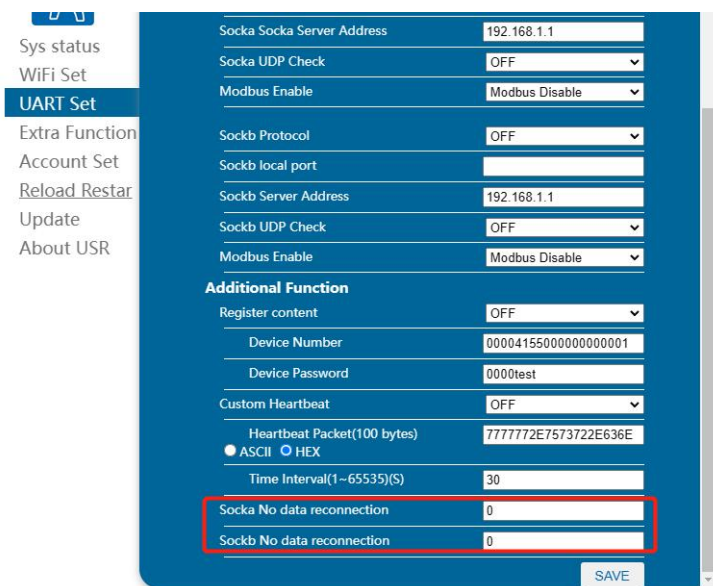 Sys status
WiFi Set
UART Set
Extra Function
Account Set
Reload Restar
Update
About USR
Socka Socka Server Address 192.168.1.1
Socka UDP Check OFF
Modbus Enable Modbus Disable
Sockb Protocol OFF
Sockb local port
Sockb Server Address 192.168.1.1
Sockb UDP Check OFF
Modbus Enable Modbus Disable
Additional Function
Register content OFF
Device Number 00004155000000000001
Device Password 0000test
Custom Heartbeat OFF
Heartbeat Packet(100 bytes) 7777772E7573722E636E
ASCII HEX
Time Interval(1~65535)(S) 30
Socka No data reconnection 0
Sockb No data reconnection 0
SAVE